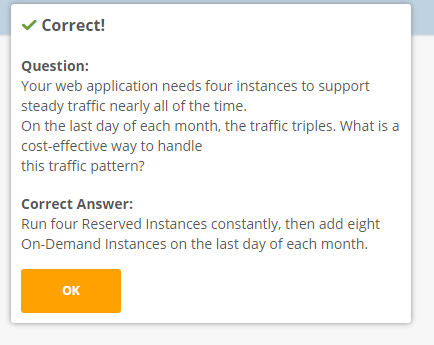 Correct!
Question:
Your web application needs four instances to support
steady traffic nearly all of the time.
On the last day of each month, the traffic triples. What is a
cost-effective way to handle
this traffic pattern?
Correct Answer:
Run four Reserved Instances constantly, then add eight
On-Demand Instances on the last day of each month.
OK